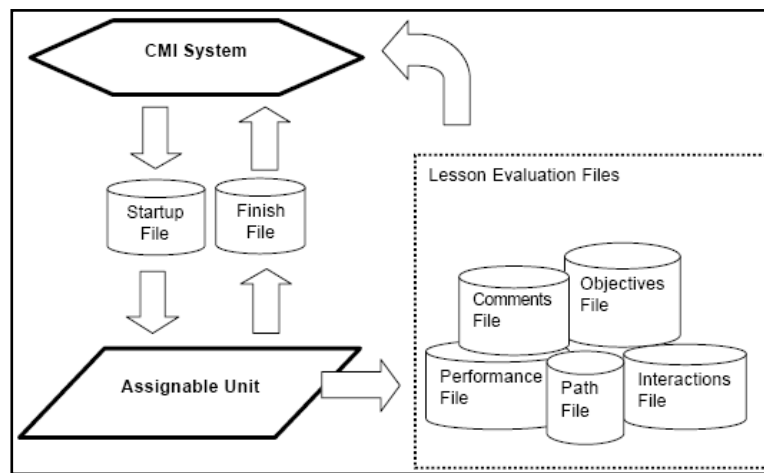 CMI System
Startup
File
Finish
File
Assignable Unit
Lesson Evaluation Files
Comments
File
Objectives
File
Performance
File
Path
File
Interactions
File